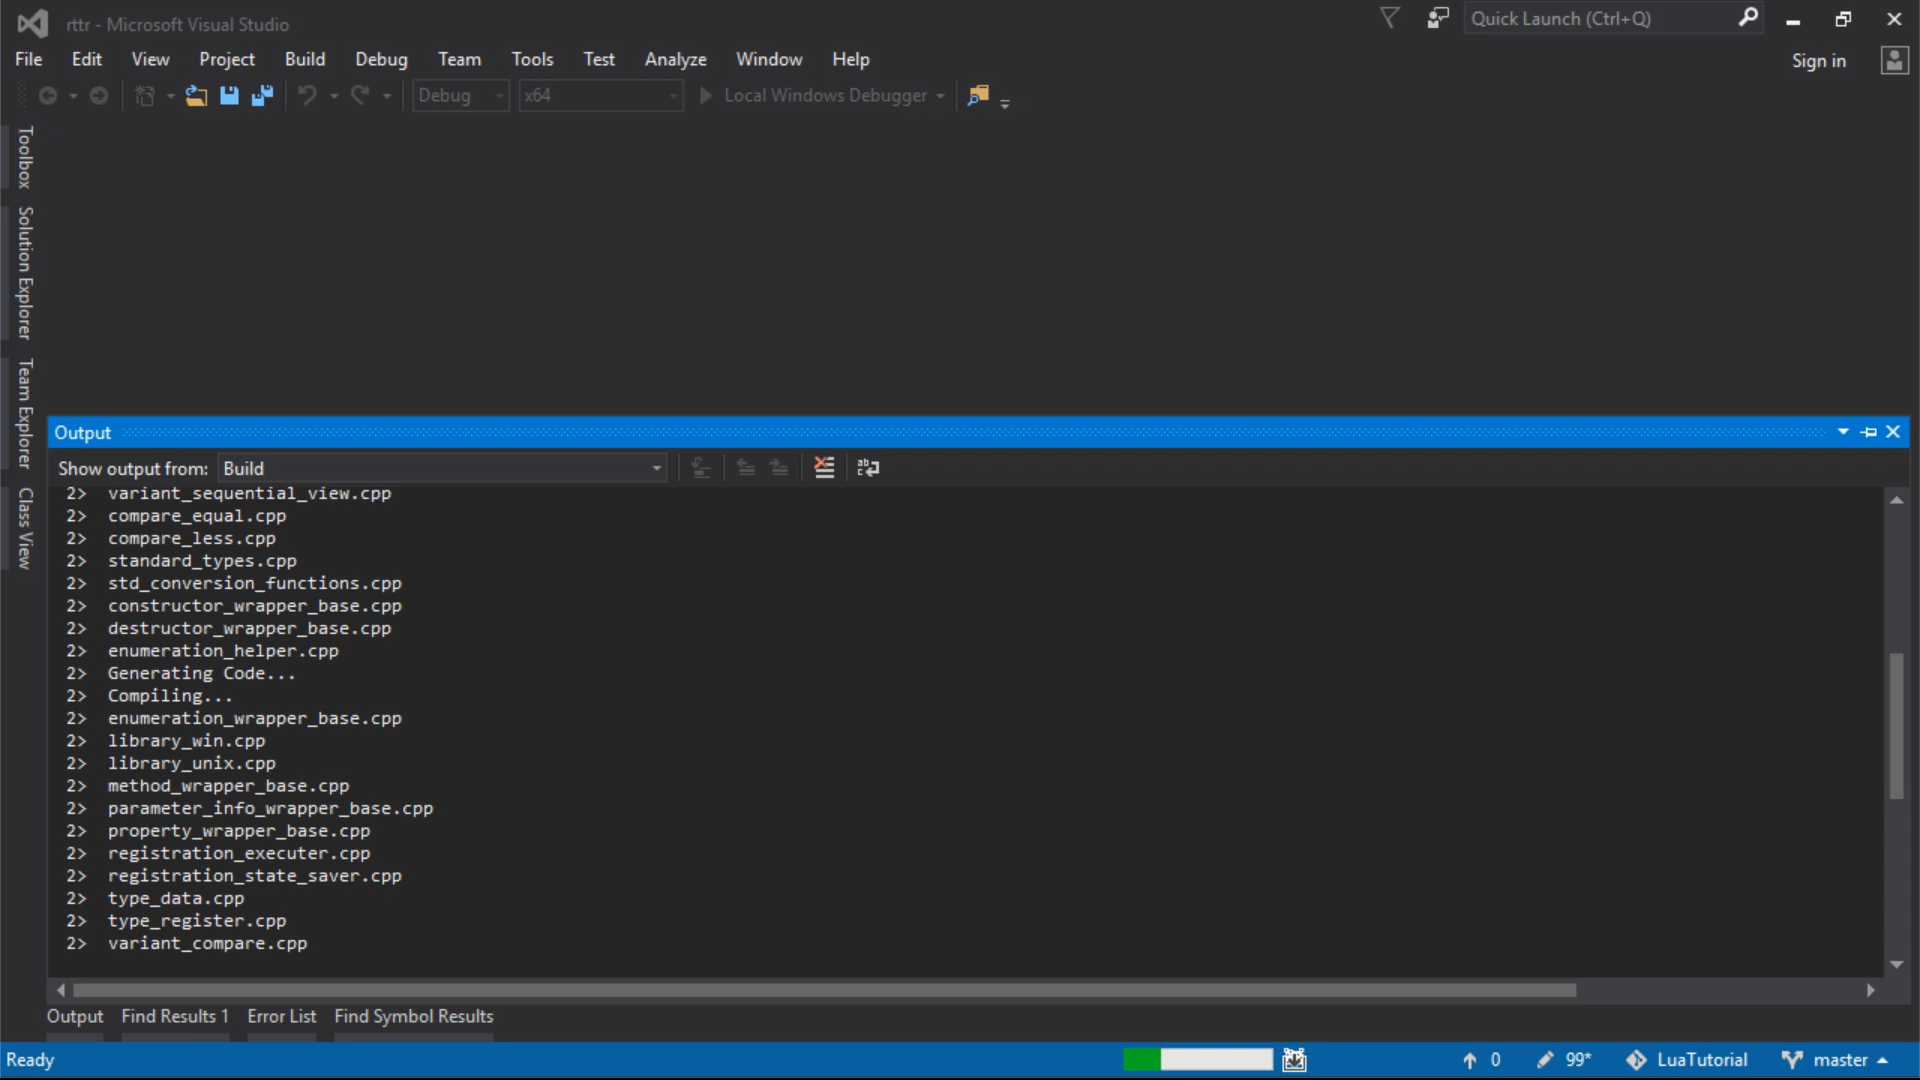 rttr - Microsoft Visual Studio
Quick Launch (Ctrl+Q)
File Edit View Project Build Debug Team Tools Test Analyze Window Help
Sign in
Debug x64 Local Windows Debugger
Toolbox
Solution Explorer
Team Explorer
Class View
Output
Show output from: Build
2> variant_sequential_view.cpp
2> compare_equal.cpp
2> compare_less.cpp
2> standard_types.cpp
2> std_conversion_functions.cpp
2> constructor_wrapper_base.cpp
2> destructor_wrapper_base.cpp
2> enumeration_helper.cpp
2> Generating Code...
2> Compiling...
2> enumeration_wrapper_base.cpp
2> library_win.cpp
2> library_unix.cpp
2> method_wrapper_base.cpp
2> parameter_info_wrapper_base.cpp
2> property_wrapper_base.cpp
2> registration_executer.cpp
2> registration_state_saver.cpp
2> type_data.cpp
2> type_register.cpp
2> variant_compare.cpp
Output Find Results 1 Error List Find Symbol Results
Ready 0 99* LuaTutorial master